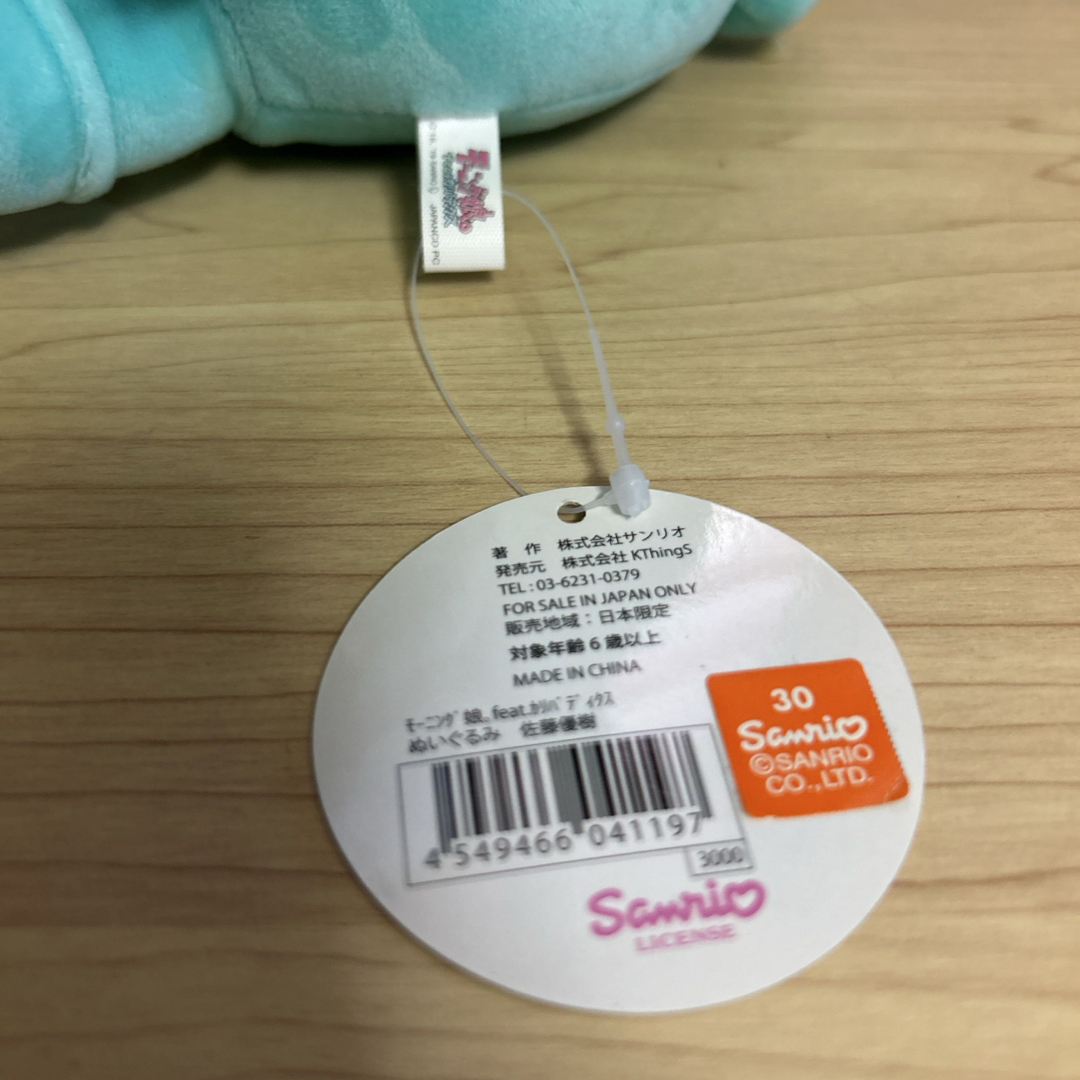 著 作 株式会社サンリオ
発売元 株式会社 KThingS
TEL : 03-6231-0379
FOR SALE IN JAPAN ONLY
販売地域：日本限定
対象年齢 6 歳以上
MADE IN CHINA
ﾓｰﾆﾝｸﾞ娘。feat.ｶﾘﾊﾞﾃﾞｨｸｽ
ぬいぐるみ 佐藤優樹
4 549466 041197
3000
30
Sanrio
©SANRIO
CO.,LTD.
Sanrio
LICENSE